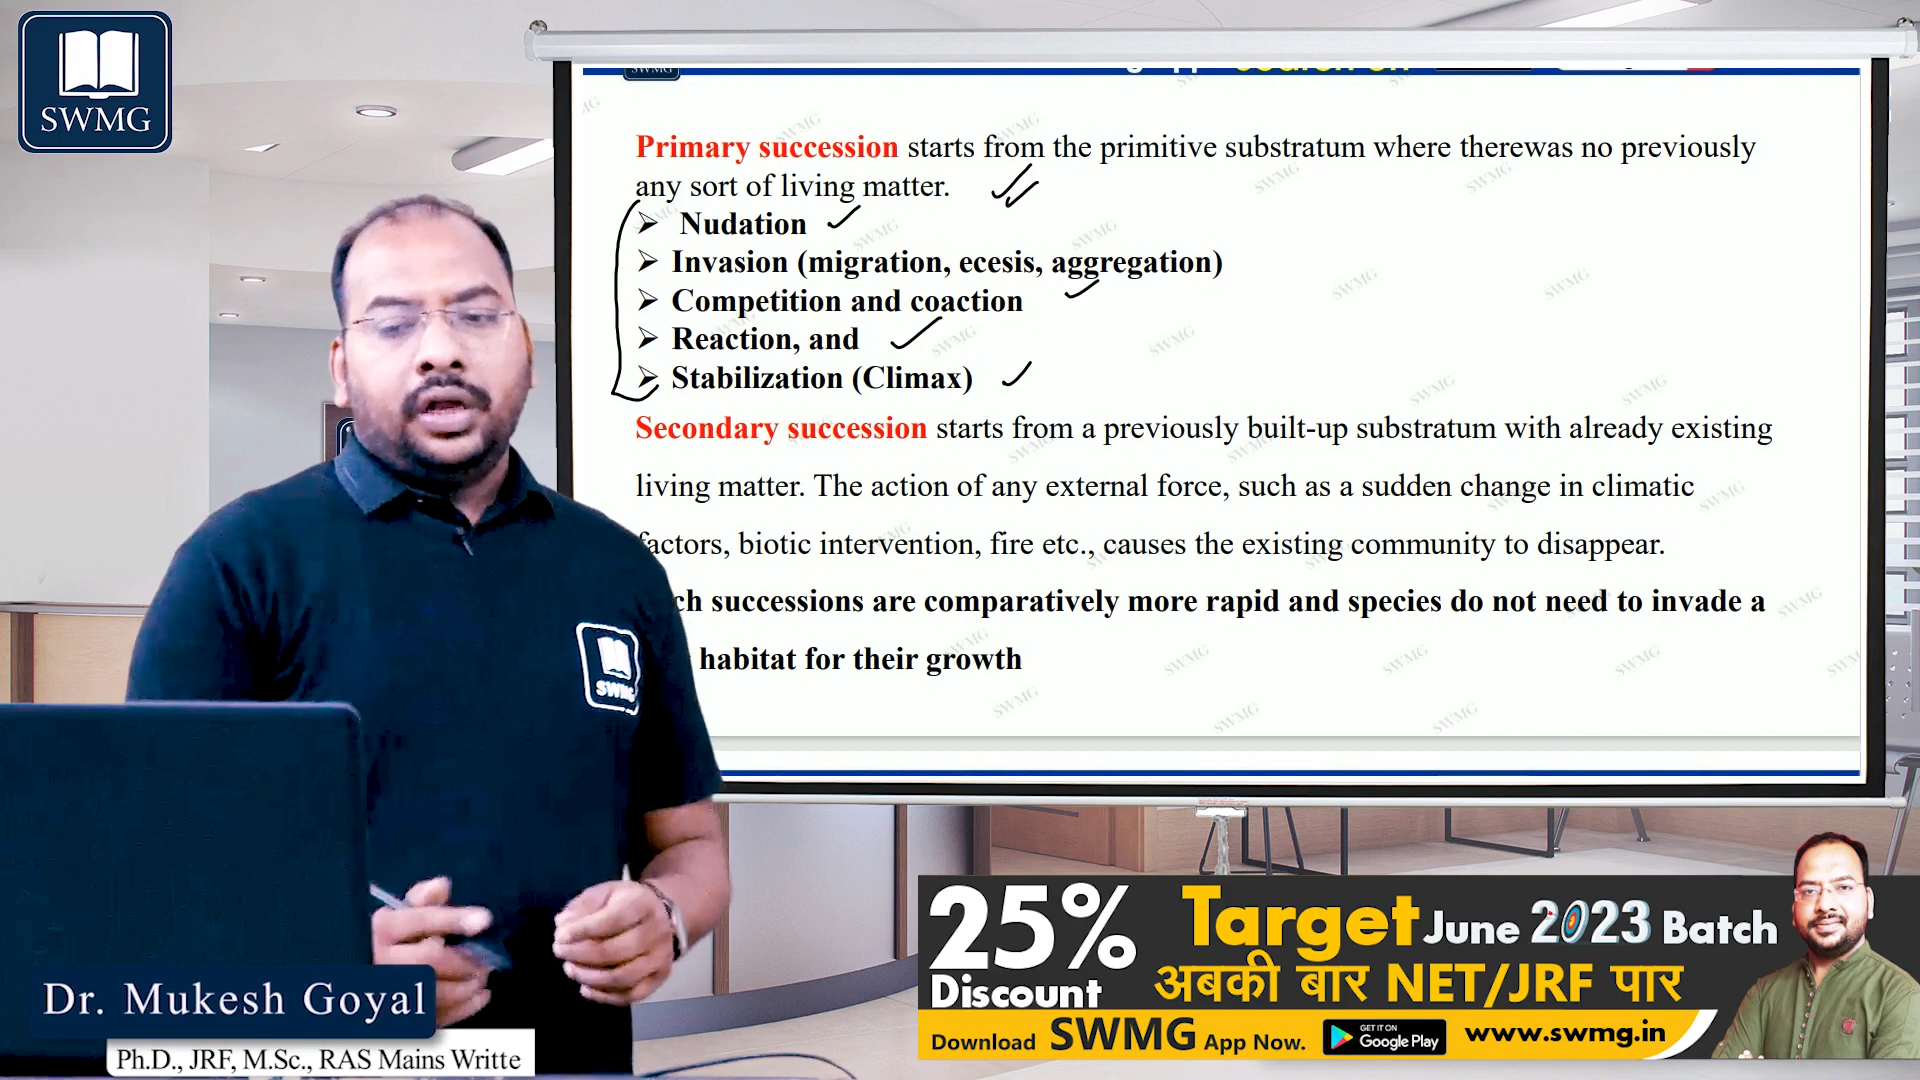 SWMG
SWMG
Primary succession starts from the primitive substratum where therewas no previously
any sort of living matter.
➢ Nudation
➢ Invasion (migration, ecesis, aggregation)
➢ Competition and coaction
➢ Reaction, and
➢ Stabilization (Climax)
Secondary succession starts from a previously built-up substratum with already existing
living matter. The action of any external force, such as a sudden change in climatic
factors, biotic intervention, fire etc., causes the existing community to disappear.
successions are comparatively more rapid and species do not need to invade a
habitat for their growth
SWMG
Dr. Mukesh Goyal
Ph.D., JRF, M.Sc., RAS Mains Writte
25%
Discount
Target June 2023 Batch
अबकी बार NET/JRF पार
Download SWMG App Now.
GET IT ON
Google Play
www.swmg.in